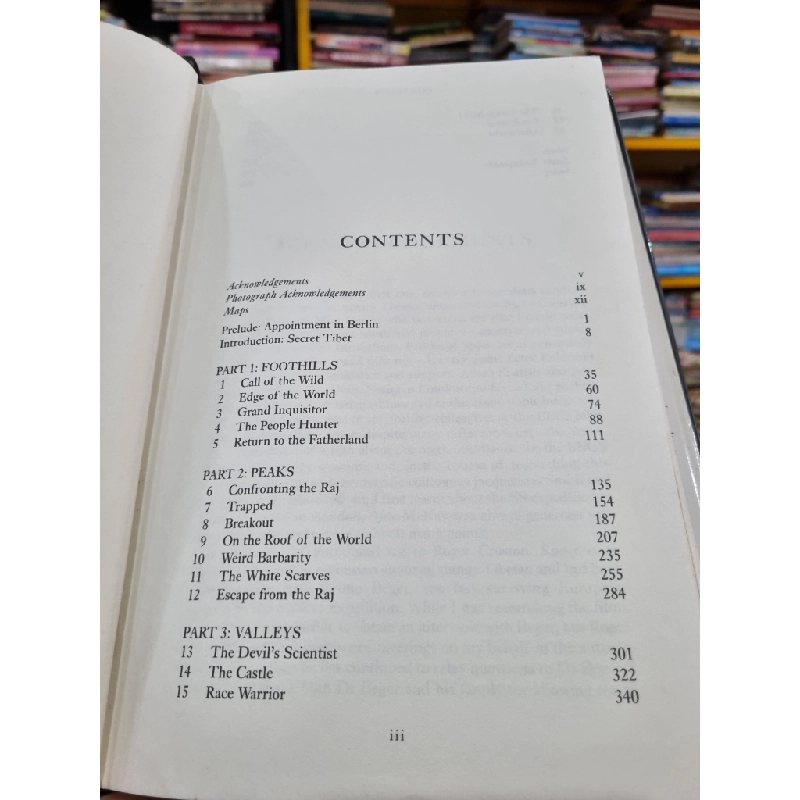 CONTENTS
Acknowledgements v
Photograph Acknowledgements ix
Maps xii
Prelude: Appointment in Berlin 1
Introduction: Secret Tibet 8
PART 1: FOOTHILLS
1 Call of the Wild 35
2 Edge of the World 60
3 Grand Inquisitor 74
4 The People Hunter 88
5 Return to the Fatherland 111
PART 2: PEAKS
6 Confronting the Raj 135
7 Trapped 154
8 Breakout 187
9 On the Roof of the World 207
10 Weird Barbarity 235
11 The White Scarves 255
12 Escape from the Raj 284
PART 3: VALLEYS
13 The Devil's Scientist 301
14 The Castle 322
15 Race Warrior 340
iii